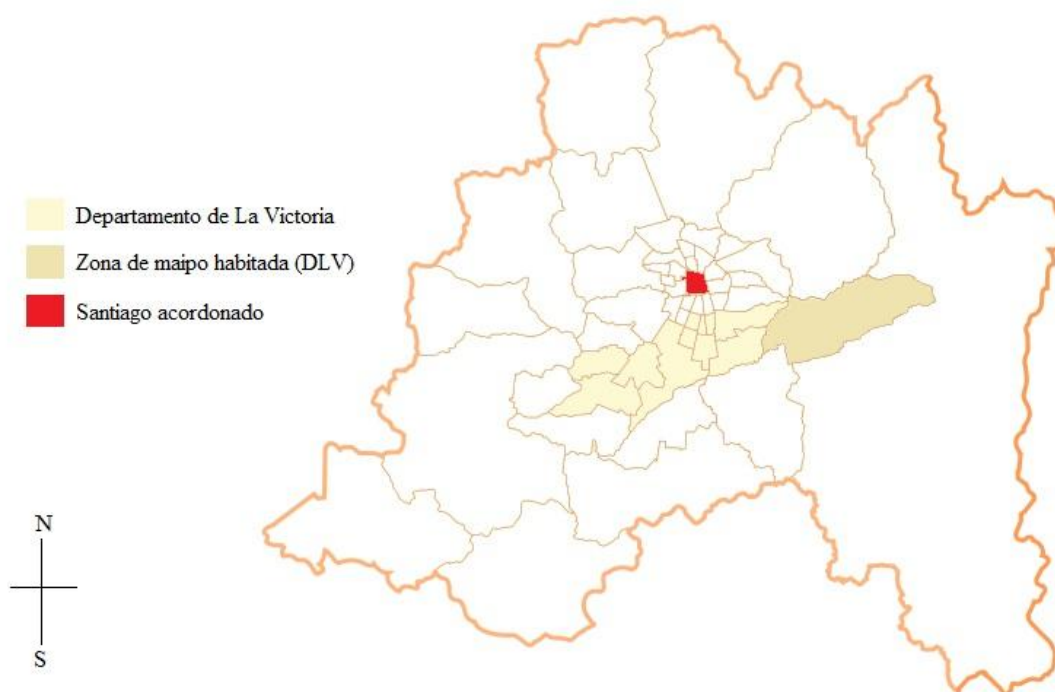 Departamento de La Victoria
Zona de maipo habitada (DLV)
Santiago acordonado
N
S